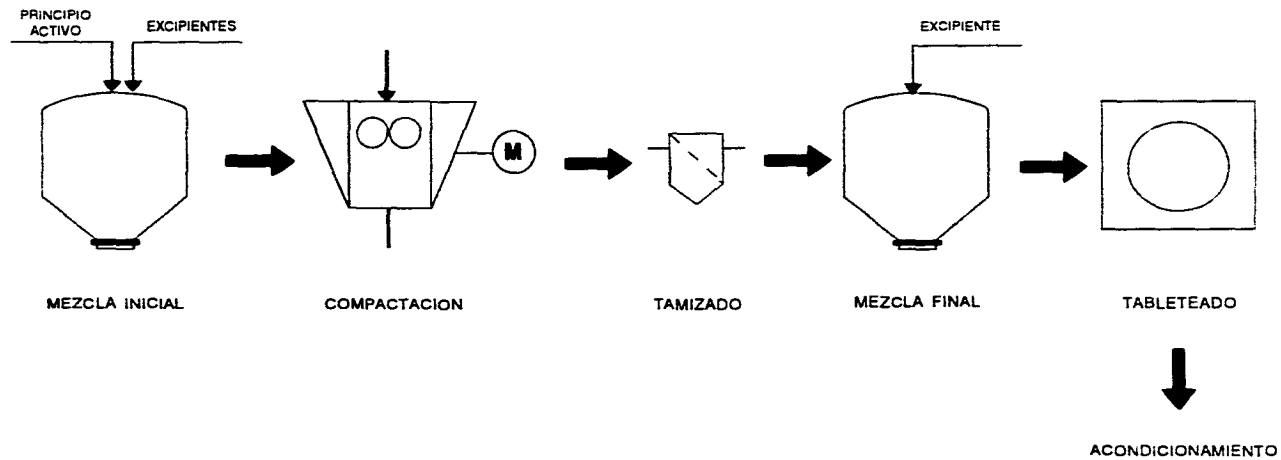 PRINCIPIO
ACTIVO
EXCIPIENTES
EXCIPIENTE
M
MEZCLA INICIAL
COMPACTACION
TAMIZADO
MEZCLA FINAL
TABLETEADO
ACONDICIONAMIENTO